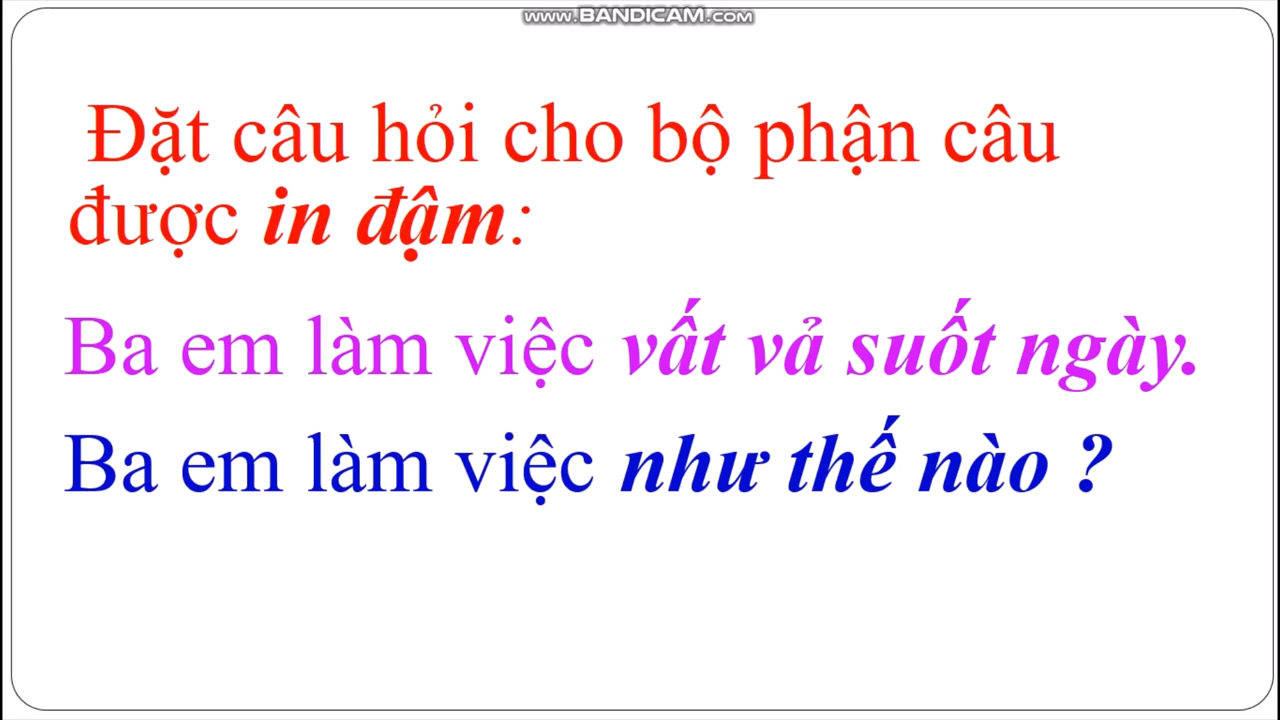 www.BANDICAM.com
Đặt câu hỏi cho bộ phận câu
được in đậm:
Ba em làm việc vất vả suốt ngày.
Ba em làm việc như thế nào ?